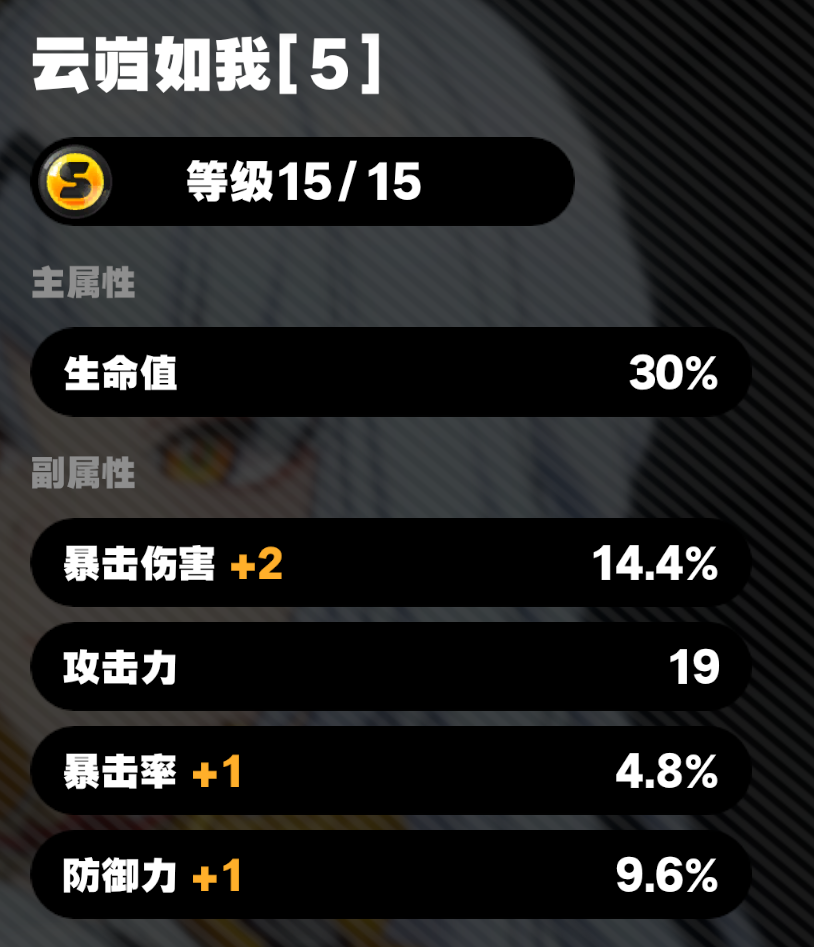 云岿如我[5]
S 等级15/15
主属性
生命值 30%
副属性
暴击伤害 +2 14.4%
攻击力 19
暴击率 +1 4.8%
防御力 +1 9.6%